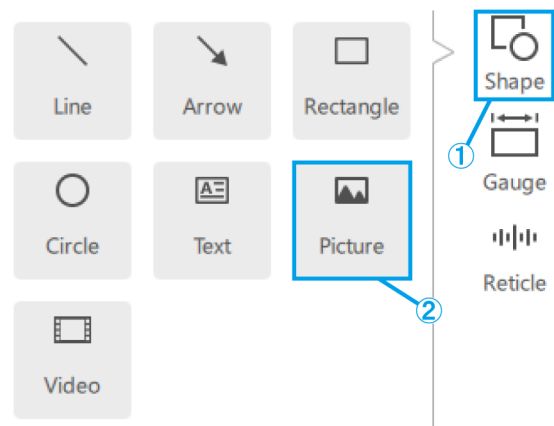 Line
Arrow
Rectangle
Circle
Text
Picture
Video
Shape
①
Gauge
Reticle
②